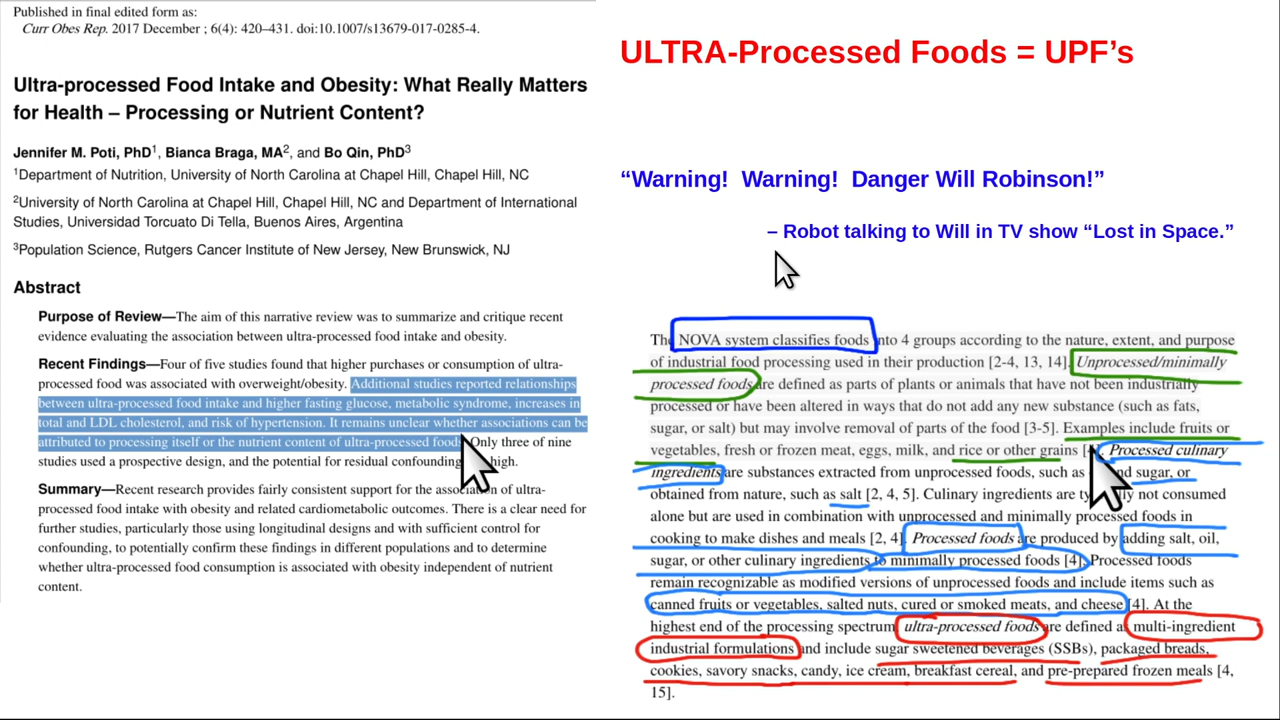 Published in final edited form as:
Curr Obes Rep. 2017 December ; 6(4): 420–431. doi:10.1007/s13679-017-0285-4.
Ultra-processed Food Intake and Obesity: What Really Matters
for Health – Processing or Nutrient Content?
Jennifer M. Poti, PhD1, Bianca Braga, MA2, and Bo Qin, PhD3
1Department of Nutrition, University of North Carolina at Chapel Hill, Chapel Hill, NC
2University of North Carolina at Chapel Hill, Chapel Hill, NC and Department of International
Studies, Universidad Torcuato Di Tella, Buenos Aires, Argentina
3Population Science, Rutgers Cancer Institute of New Jersey, New Brunswick, NJ
Abstract
Purpose of Review—The aim of this narrative review was to summarize and critique recent
evidence evaluating the association between ultra-processed food intake and obesity.
Recent Findings—Four of five studies found that higher purchases or consumption of ultra-
processed food was associated with overweight/obesity. Additional studies reported relationships
between ultra-processed food intake and higher fasting glucose, metabolic syndrome, increases in
total and LDL cholesterol, and risk of hypertension. It remains unclear whether associations can be
attributed to processing itself or the nutrient content of ultra-processed foods. Only three of nine
studies used a prospective design, and the potential for residual confounding high.
Summary—Recent research provides fairly consistent support for the association of ultra-
processed food intake with obesity and related cardiometabolic outcomes. There is a clear need for
further studies, particularly those using longitudinal designs and with sufficient control for
confounding, to potentially confirm these findings in different populations and to determine
whether ultra-processed food consumption is associated with obesity independent of nutrient
content.
ULTRA-Processed Foods = UPF’s
“Warning! Warning! Danger Will Robinson!”
– Robot talking to Will in TV show “Lost in Space.”
The NOVA system classifies foods into 4 groups according to the nature, extent, and purpose
of industrial food processing used in their production [2-4, 13, 14]. Unprocessed/minimally
processed foods are defined as parts of plants or animals that have not been industrially
processed or have been altered in ways that do not add any new substance (such as fats,
sugar, or salt) but may involve removal of parts of the food [3-5]. Examples include fruits or
vegetables, fresh or frozen meat, eggs, milk, and rice or other grains Processed culinary
ingredients are substances extracted from unprocessed foods, such as and sugar, or
obtained from nature, such as salt [2, 4, 5]. Culinary ingredients are not consumed
alone but are used in combination with unprocessed and minimally processed foods in
cooking to make dishes and meals [2, 4]. Processed foods are produced by adding salt, oil,
sugar, or other culinary ingredients to minimally processed foods [4]. Processed foods
remain recognizable as modified versions of unprocessed foods and include items such as
canned fruits or vegetables, salted nuts, cured or smoked meats, and cheese [4]. At the
highest end of the processing spectrum, ultra-processed foods are defined as multi-ingredient
industrial formulations and include sugar sweetened beverages (SSBs), packaged breads,
cookies, savory snacks, candy, ice cream, breakfast cereal, and pre-prepared frozen meals [4,
15].